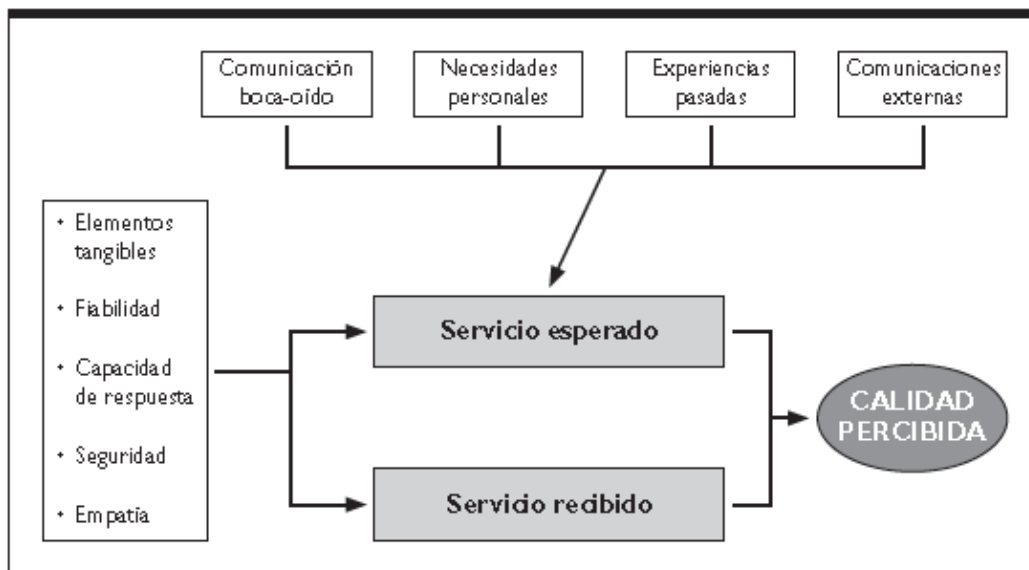 Comunicación
boca-oído
Necesidades
personales
Experiencias
pasadas
Comunicaciones
externas
• Elementos
tangibles
• Fiabilidad
• Capacidad
de respuesta
• Seguridad
• Empatía
Servicio esperado
Servicio recibido
CALIDAD
PERCIBIDA